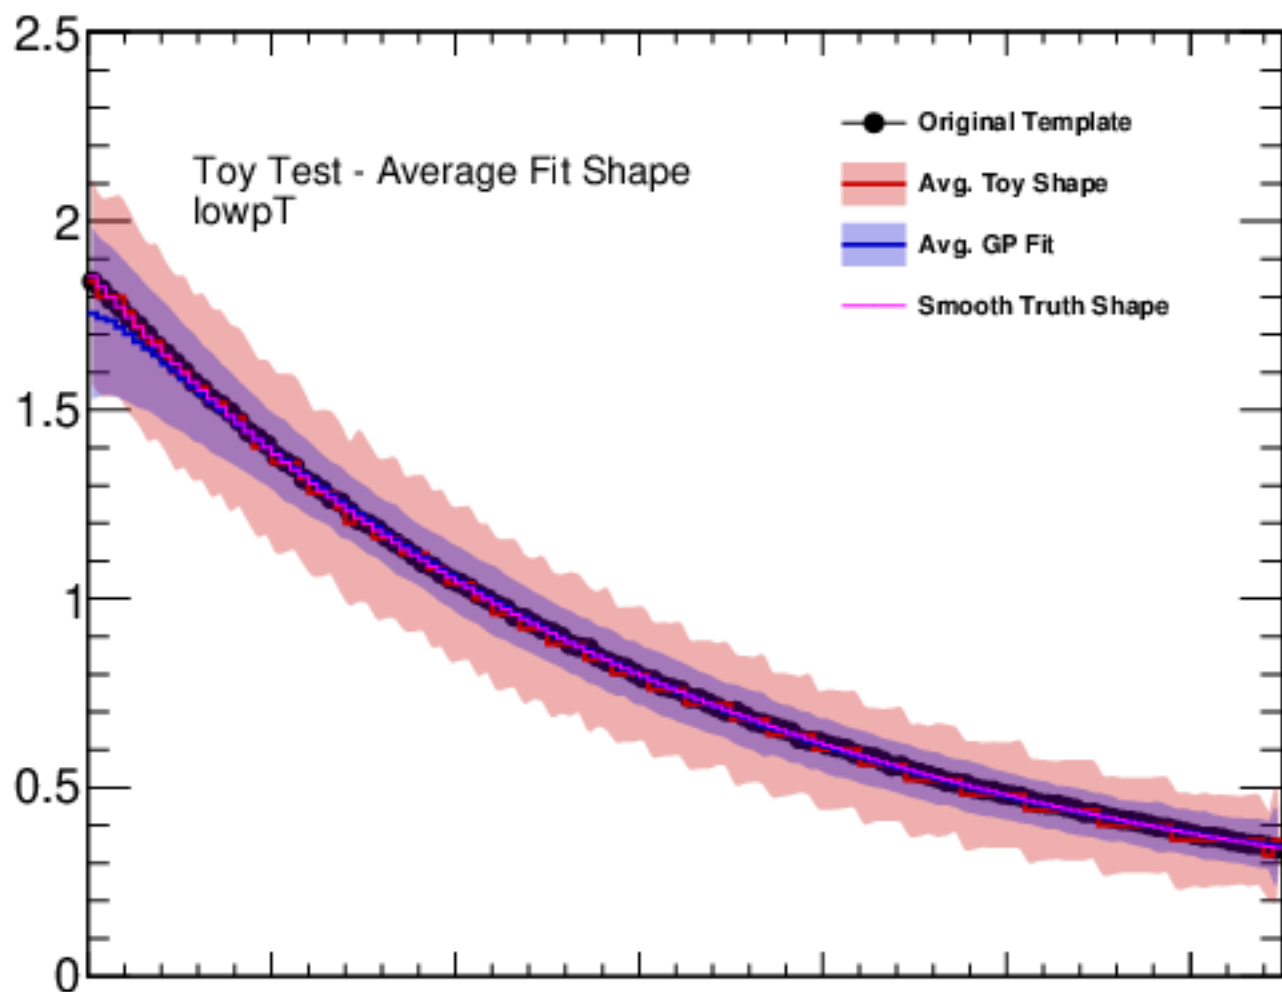 2.5
Original Template
Toy Test - Average Fit Shape
lowpT
Avg. Toy Shape
2
Avg. GP Fit
Smooth Truth Shape
1.5
1
0.5
0